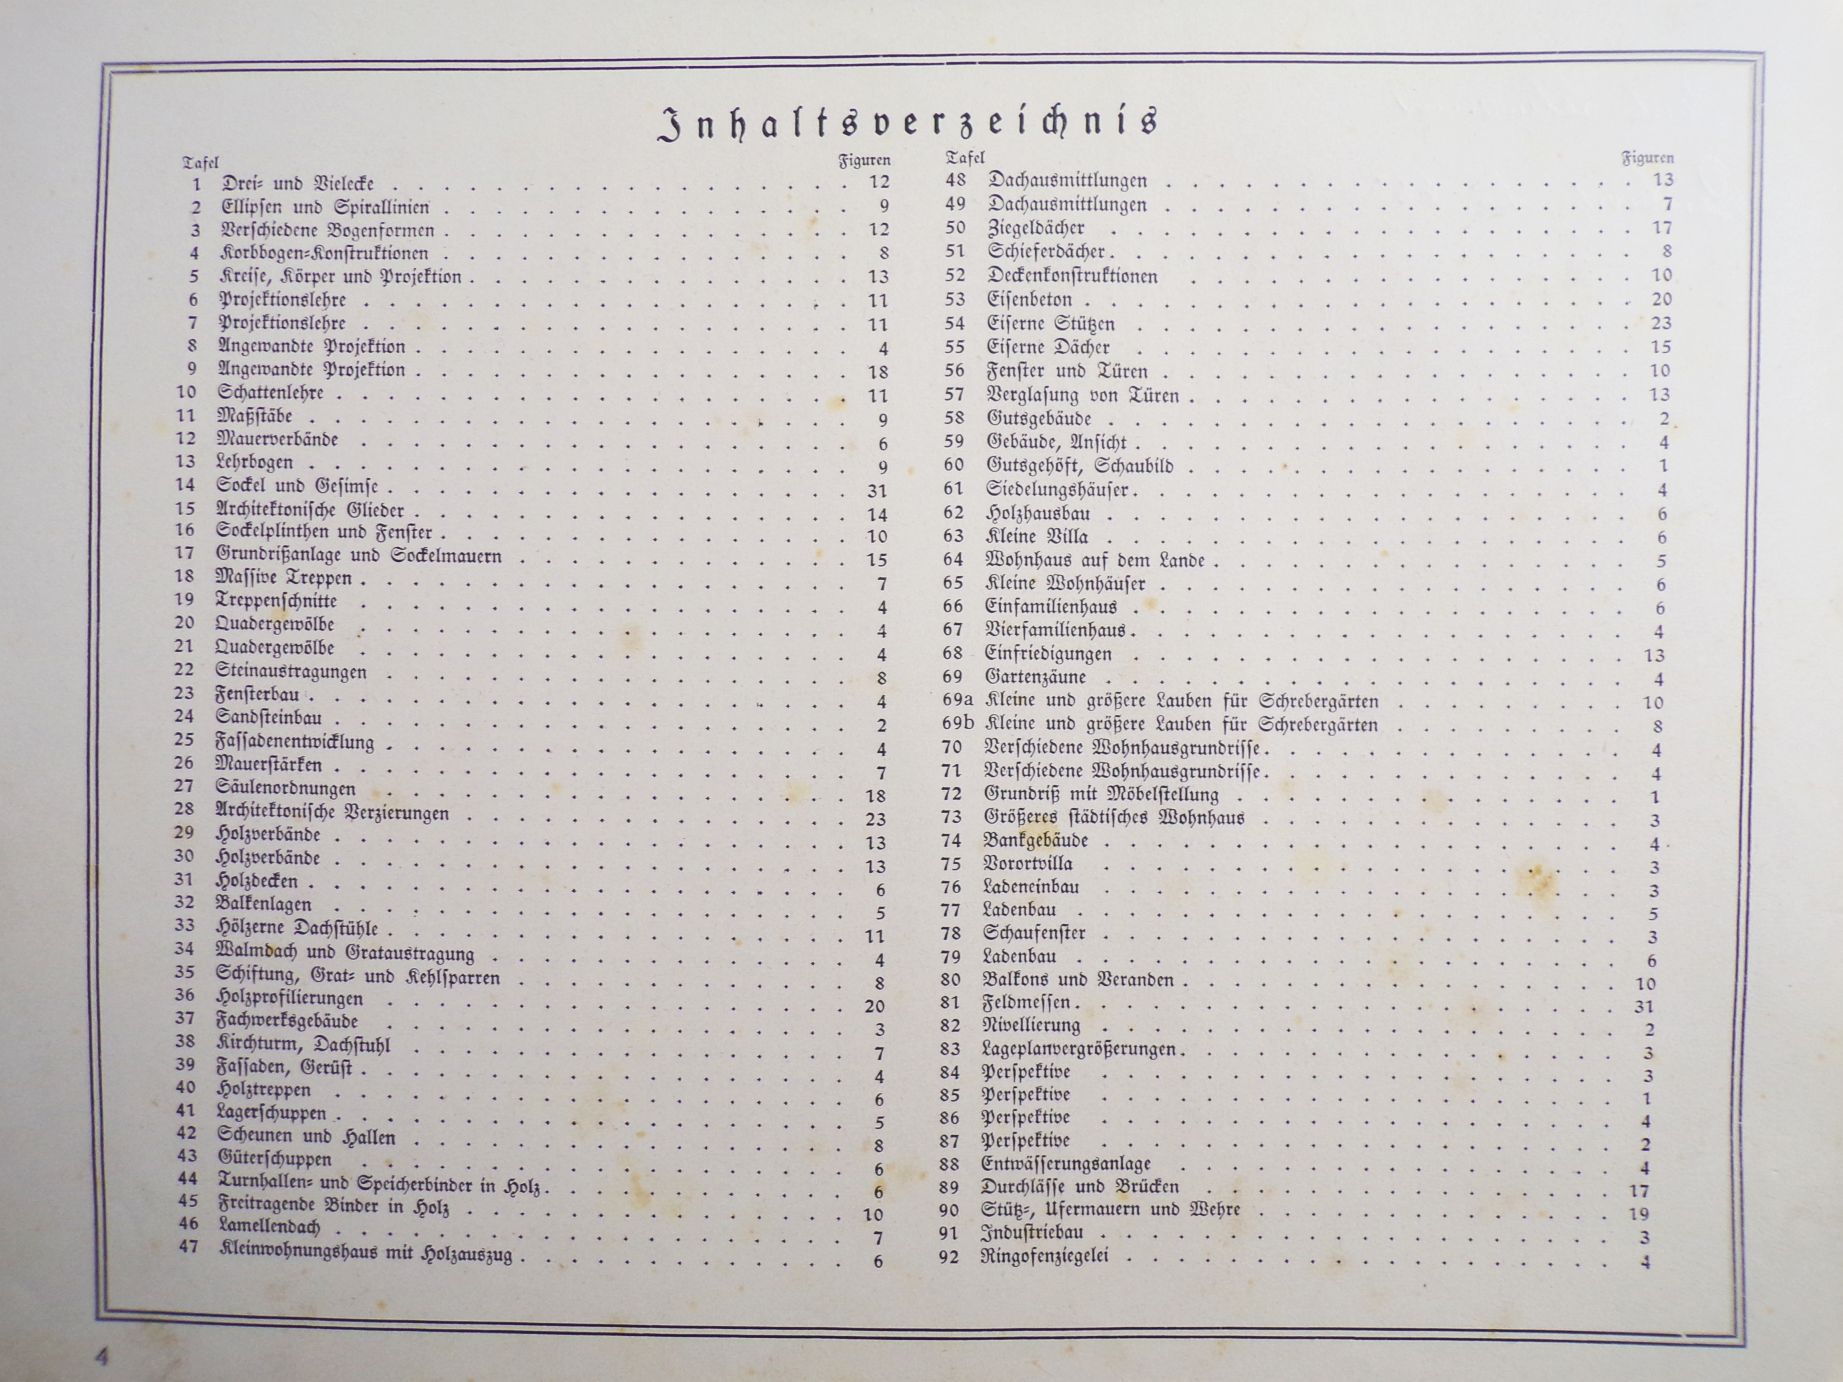 Inhaltsverzeichnis
Tafel Figuren
1 Drei- und Vielecke 12
2 Ellipsen und Spirallinien 9
3 Verschiedene Bogenformen 12
4 Korbbogen-Konstruktionen 8
5 Kreise, Körper und Projektion 13
6 Projektionslehre 11
7 Projektionslehre 11
8 Angewandte Projektion 4
9 Angewandte Projektion 18
10 Schattenlehre 11
11 Maßstäbe 9
12 Mauerverbände 6
13 Lehrbogen 9
14 Sockel und Gesimse 31
15 Architektonische Glieder 14
16 Sockelplinthen und Fenster 10
17 Grundrißanlage und Sockelmauern 15
18 Massive Treppen 7
19 Treppenschnitte 4
20 Quadergewölbe 4
21 Quadergewölbe 4
22 Steinaustragungen 8
23 Fensterbau 4
24 Sandsteinbau 2
25 Fassadenentwicklung 4
26 Mauerstärken 7
27 Säulenordnungen 18
28 Architektonische Verzierungen 23
29 Holzverbände 13
30 Holzverbände 13
31 Holzdecken 6
32 Balkenlagen 5
33 Hölzerne Dachstühle 11
34 Walmdach und Grataustragung 4
35 Schiftung, Grat- und Kehlsparren 8
36 Holzprofilierungen 20
37 Fachwerksgebäude 3
38 Kirchturm, Dachstuhl 7
39 Fassaden, Gerüst 4
40 Holztreppen 6
41 Lagerschuppen 5
42 Scheunen und Hallen 8
43 Güterschuppen 6
44 Turnhallen- und Speicherbinder in Holz 6
45 Freitragende Binder in Holz 10
46 Lamellendach 7
47 Kleinwohnungshaus mit Holzauszug 6
Tafel Figuren
48 Dachausmittlungen 13
49 Dachausmittlungen 7
50 Ziegeldächer 17
51 Schieferdächer 8
52 Deckenkonstruktionen 10
53 Eisenbeton 20
54 Eiserne Stützen 23
55 Eiserne Dächer 15
56 Fenster und Türen 10
57 Verglasung von Türen 13
58 Gutsgebäude 2
59 Gebäude, Ansicht 4
60 Gutsgehöft, Schaubild 1
61 Siedelungshäuser 4
62 Holzhausbau 6
63 Kleine Villa 6
64 Wohnhaus auf dem Lande 5
65 Kleine Wohnhäuser 6
66 Einfamilienhaus 6
67 Vierfamilienhaus 4
68 Einfriedigungen 13
69 Gartenzäune 4
69a Kleine und größere Lauben für Schrebergärten 10
69b Kleine und größere Lauben für Schrebergärten 8
70 Verschiedene Wohnhausgrundrisse 4
71 Verschiedene Wohnhausgrundrisse 4
72 Grundriß mit Möbelstellung 1
73 Größeres städtisches Wohnhaus 3
74 Bankgebäude 4
75 Vorortvilla 3
76 Ladeneinbau 3
77 Ladenbau 5
78 Schaufenster 3
79 Ladenbau 6
80 Balkons und Veranden 10
81 Feldmessen 31
82 Nivellierung 2
83 Lageplanvergrößerungen 3
84 Perspektive 3
85 Perspektive 1
86 Perspektive 4
87 Perspektive 2
88 Entwässerungsanlage 4
89 Durchlässe und Brücken 17
90 Stütz-, Ufermauern und Wehre 19
91 Industriebau 3
92 Ringofenziegelei 4
4